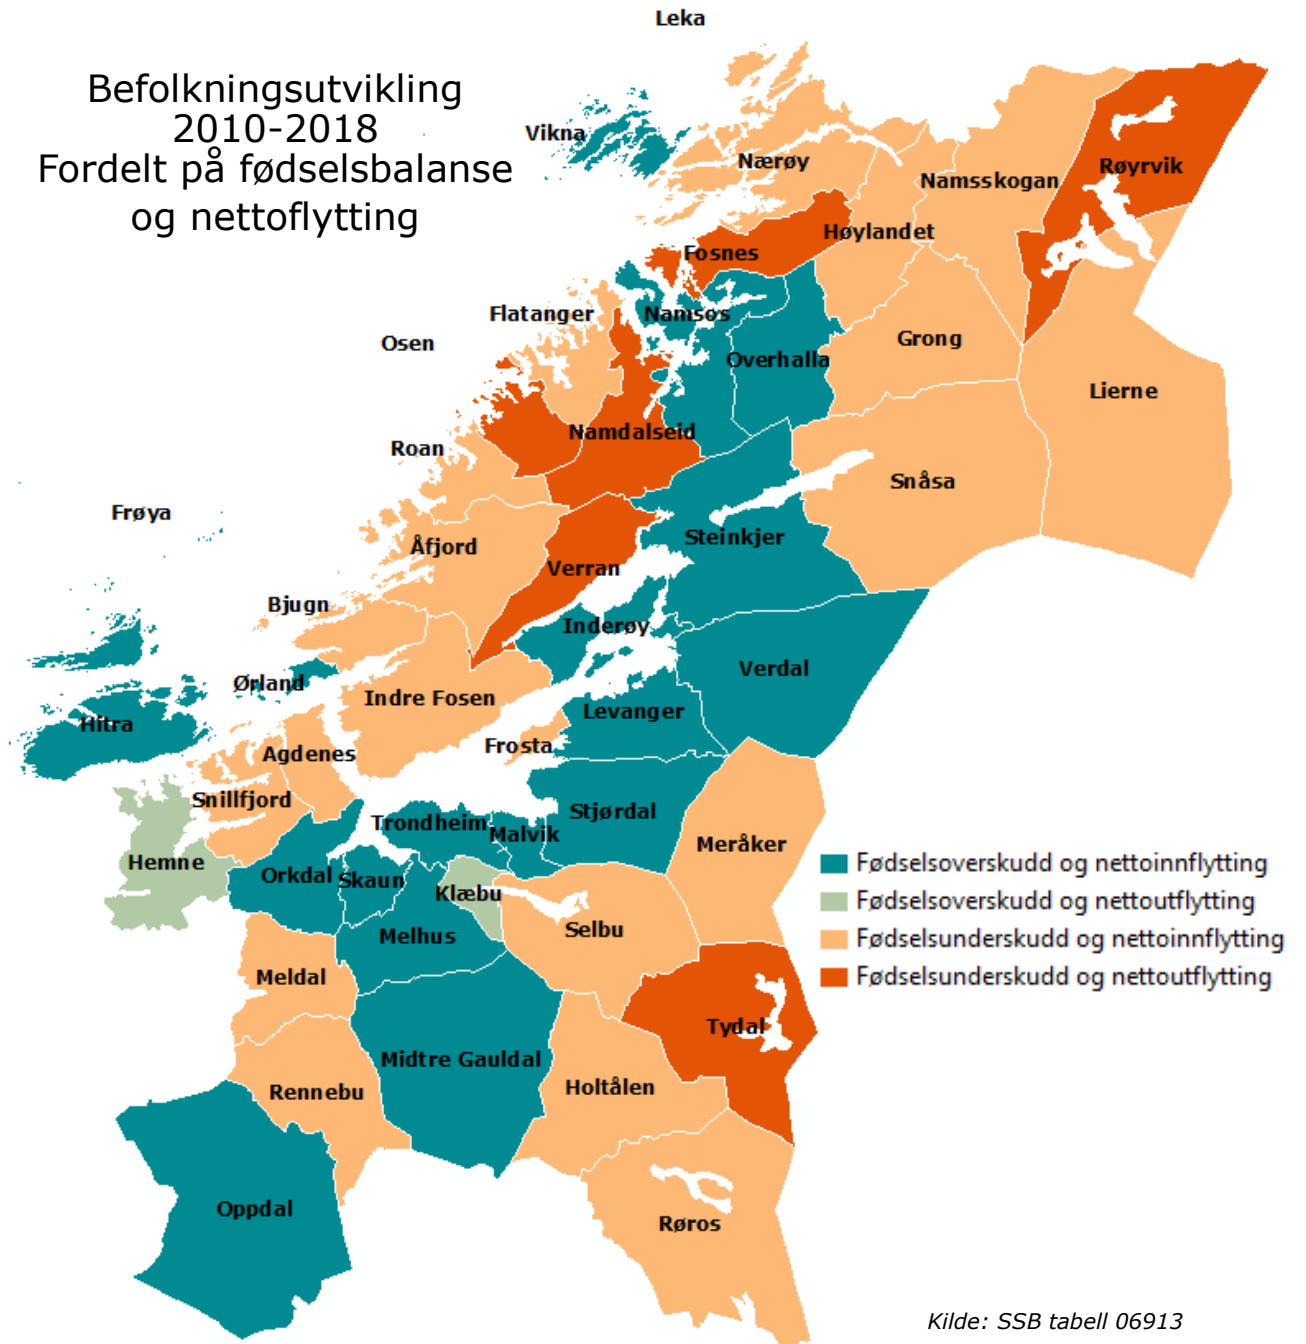 Leka
Befolkningsutvikling
2010-2018
Fordelt på fødselsbalanse
og nettoflytting
Vikna
Nærøy
Røyrvik
Namsskogan
Høylandet
Fosnes
Flatanger
Namsos
Osen
Grong
Overhalla
Lierne
Namdalseid
Roan
Snåsa
Frøya
Steinkjer
Åfjord
Verran
Bjugn
Inderøy
Verdal
Ørland
Indre Fosen
Levanger
Hitra
Frosta
Agdenes
Snillfjord
Stjørdal
Trondheim
Malvik
Meråker
Hemne
Orkdal
Skaun
Klæbu
Selbu
Melhus
Meldal
Tydal
Midtre Gauldal
Holtålen
Rennebu
Oppdal
Røros
Fødselsoverskudd og nettoinnflytting
Fødselsoverskudd og nettoutflytting
Fødselsunderskudd og nettoinnflytting
Fødselsunderskudd og nettoutflytting
Kilde: SSB tabell 06913